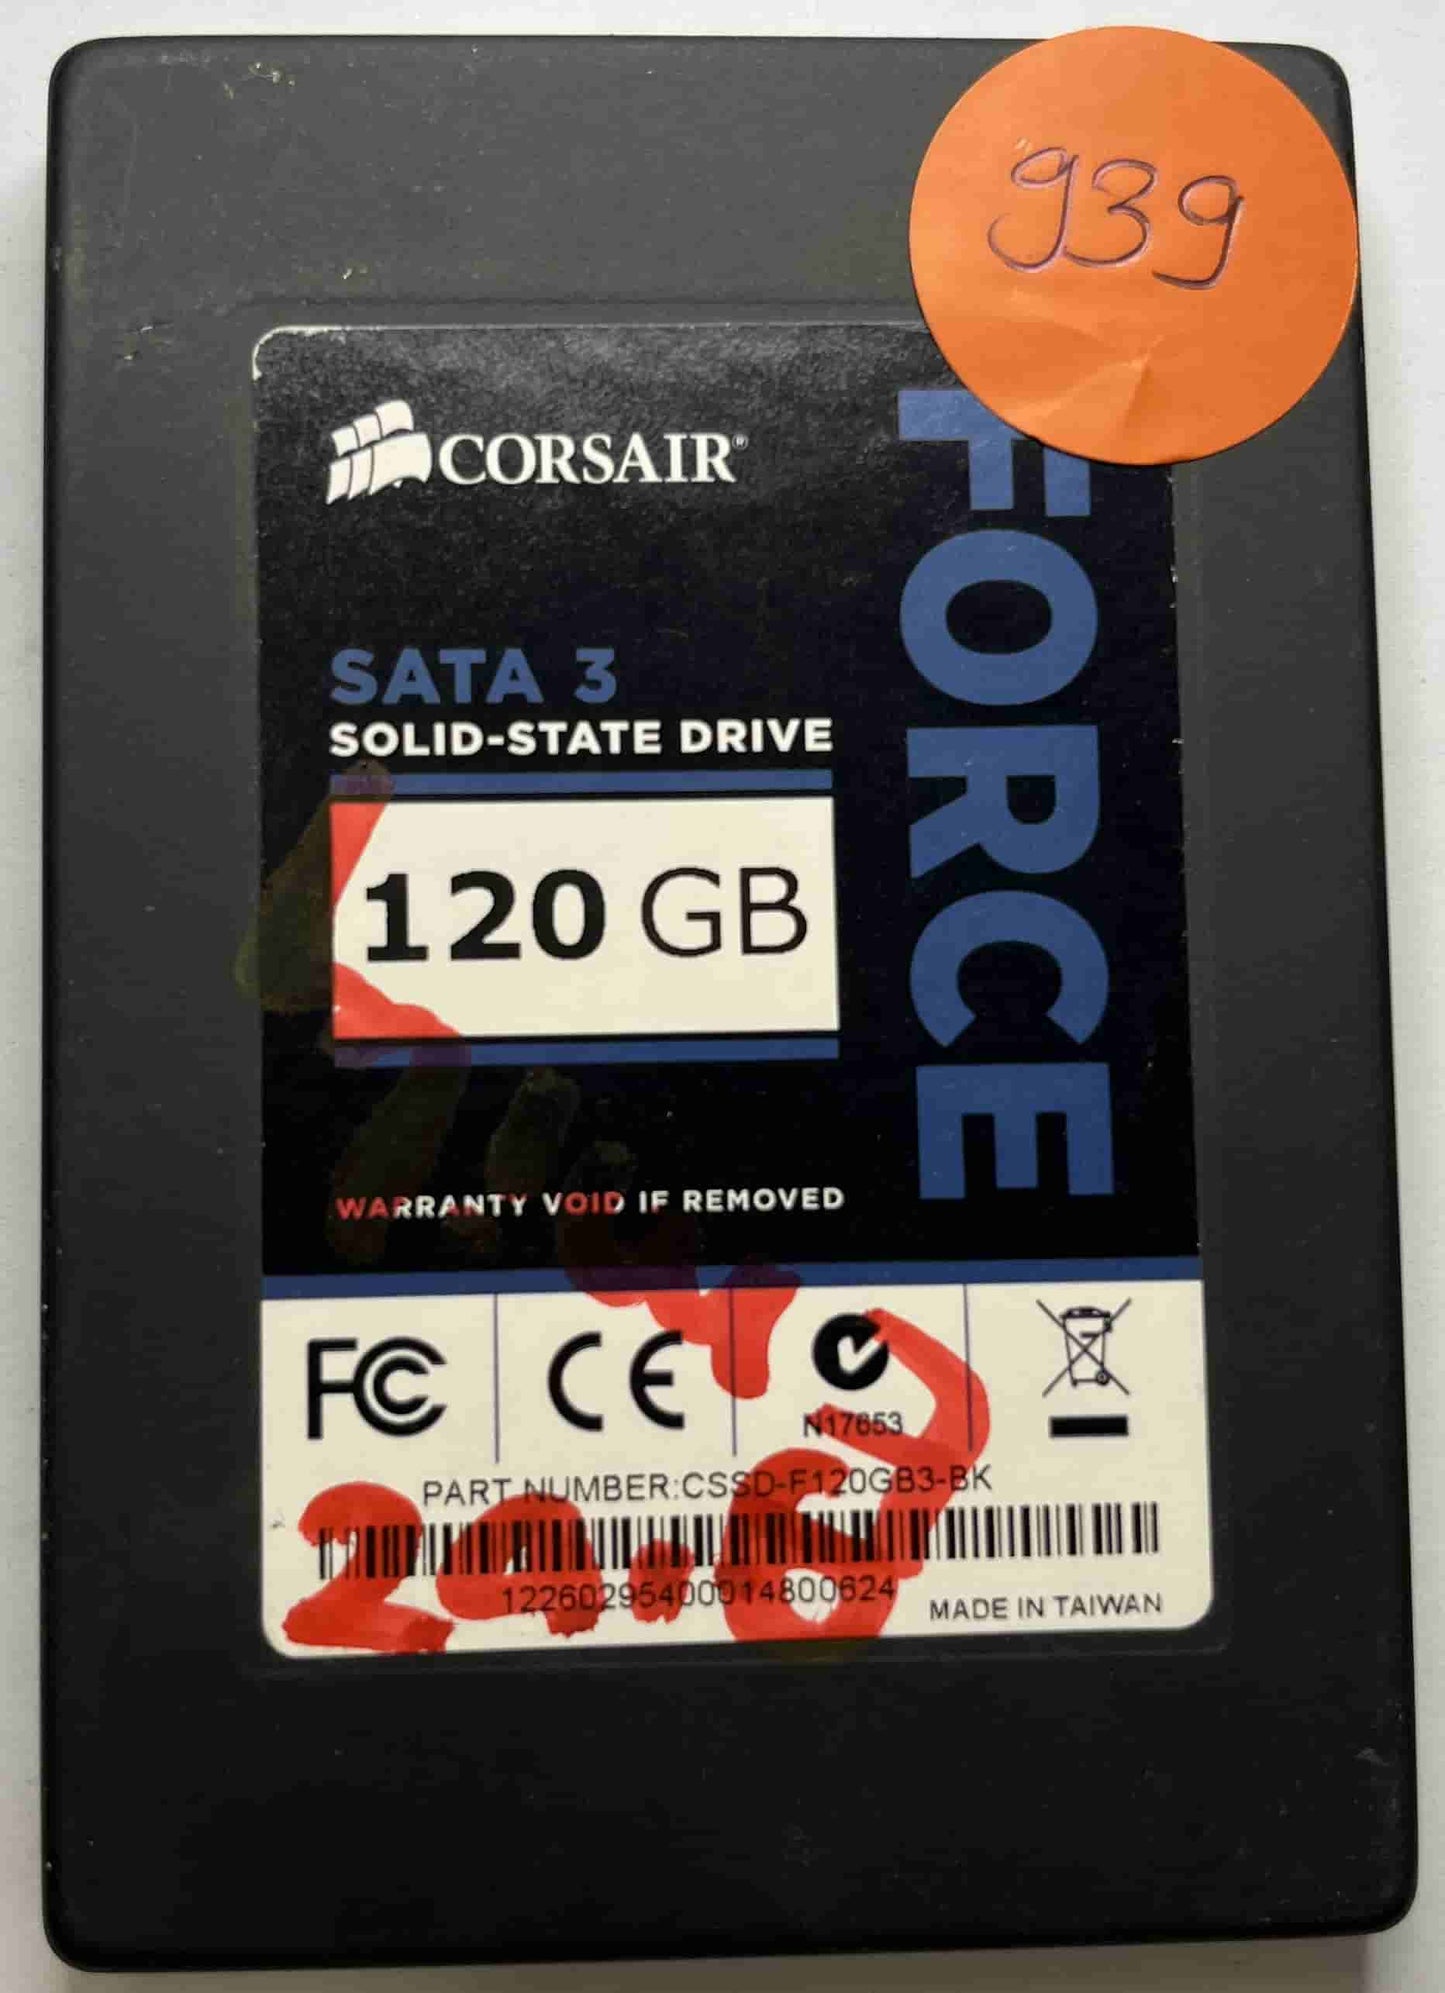 939
CORSAIR®
FORCE
SATA 3
SOLID-STATE DRIVE
120 GB
WARRANTY VOID IF REMOVED
FC CE
N17653
PART NUMBER:CSSD-F120GB3-BK
12260295400014800624
MADE IN TAIWAN